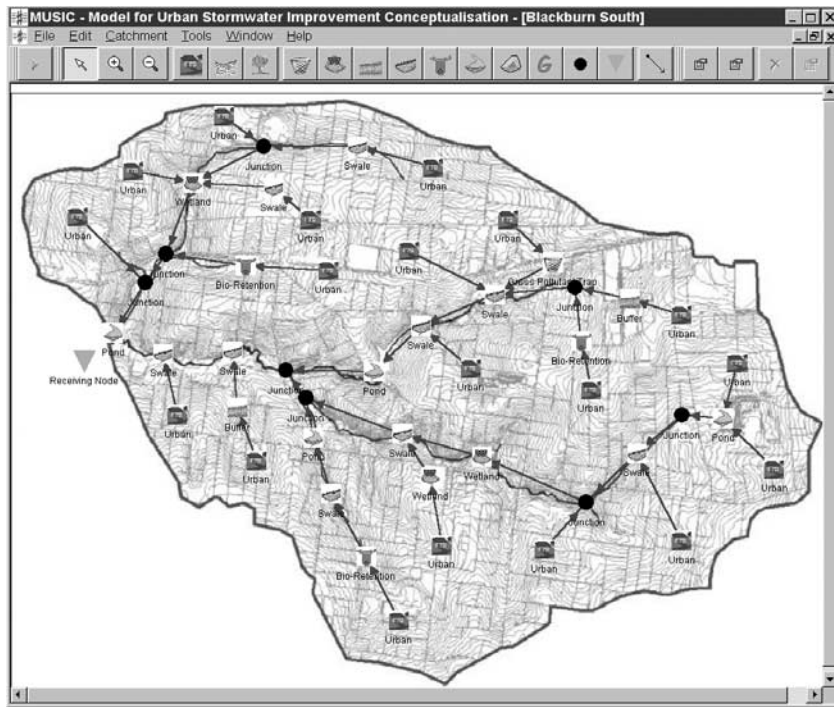 MUSIC - Model for Urban Stormwater Improvement Conceptualisation - [Blackburn South]
File Edit Catchment Tools Window Help
Urban
Junction
Swale
Urban
Urban
Wetland
Swale
Urban
Urban
Urban
Junction
Urban
Junction
Bio-Retention
Urban
Gross Pollutant Trap
Swale
Junction
Buffer
Urban
Pond
Swale
Receiving Node
Swale
Swale
Junction
Pond
Urban
Bio-Retention
Urban
Urban
Junction
Urban
Buffer
Pond
Swale
Junction
Pond
Urban
Wetland
Swale
Urban
Wetland
Swale
Junction
Urban
Urban
Urban
Bio-Retention
Urban